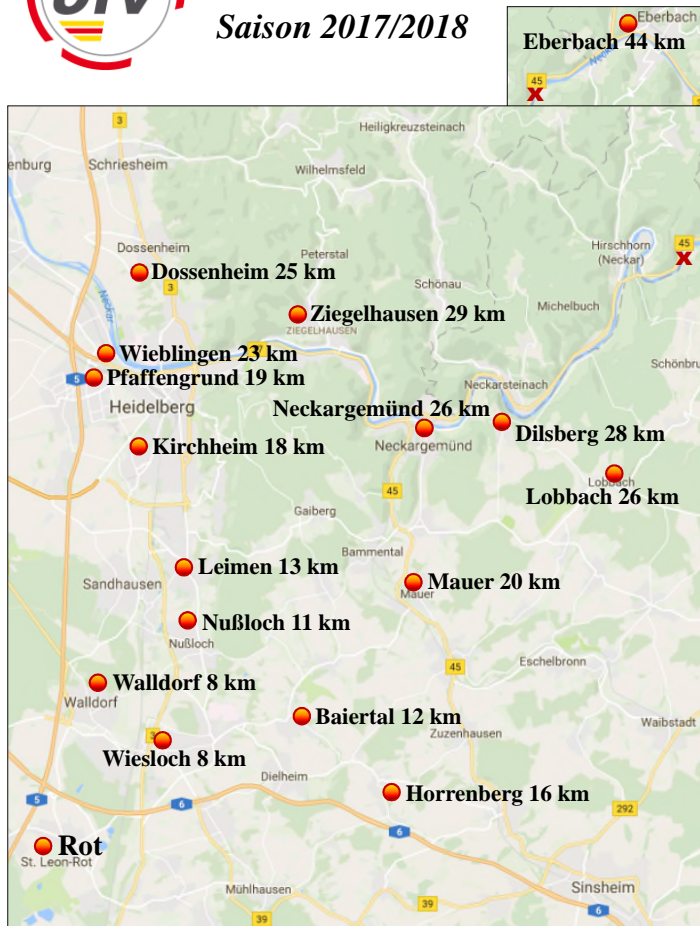 Saison 2017/2018
Eberbach
Eberbach 44 km
45
x
3
Heiligkreuzsteinach
enburg
Schriesheim
Wilhelmsfeld
Dossenheim
Peterstal
Hirschhorn
(Neckar)
45
x
Dossenheim 25 km
Schönau
3
Neckar
Michelbuch
Ziegelhausen 29 km
ZIEGELHAUSEN
Wieblingen 23 km
37
Schönbru
5
Pfaffengrund 19 km
Neckarsteinach
Heidelberg
Neckargemünd 26 km
Dilsberg 28 km
Kirchheim 18 km
Neckargemünd
Lobbach
Lobbach 26 km
45
Gaiberg
Bammental
Leimen 13 km
Sandhausen
Mauer 20 km
Mauer
Nußloch 11 km
Nußloch
45
Eschelbronn
Walldorf 8 km
Walldorf
Baiertal 12 km
Waibstadt
3
Zuzenhausen
Wiesloch 8 km
Dielheim
Horrenberg 16 km
5
6
292
6
Rot
St. Leon-Rot
Mühlhausen
Sinsheim
39
6
39